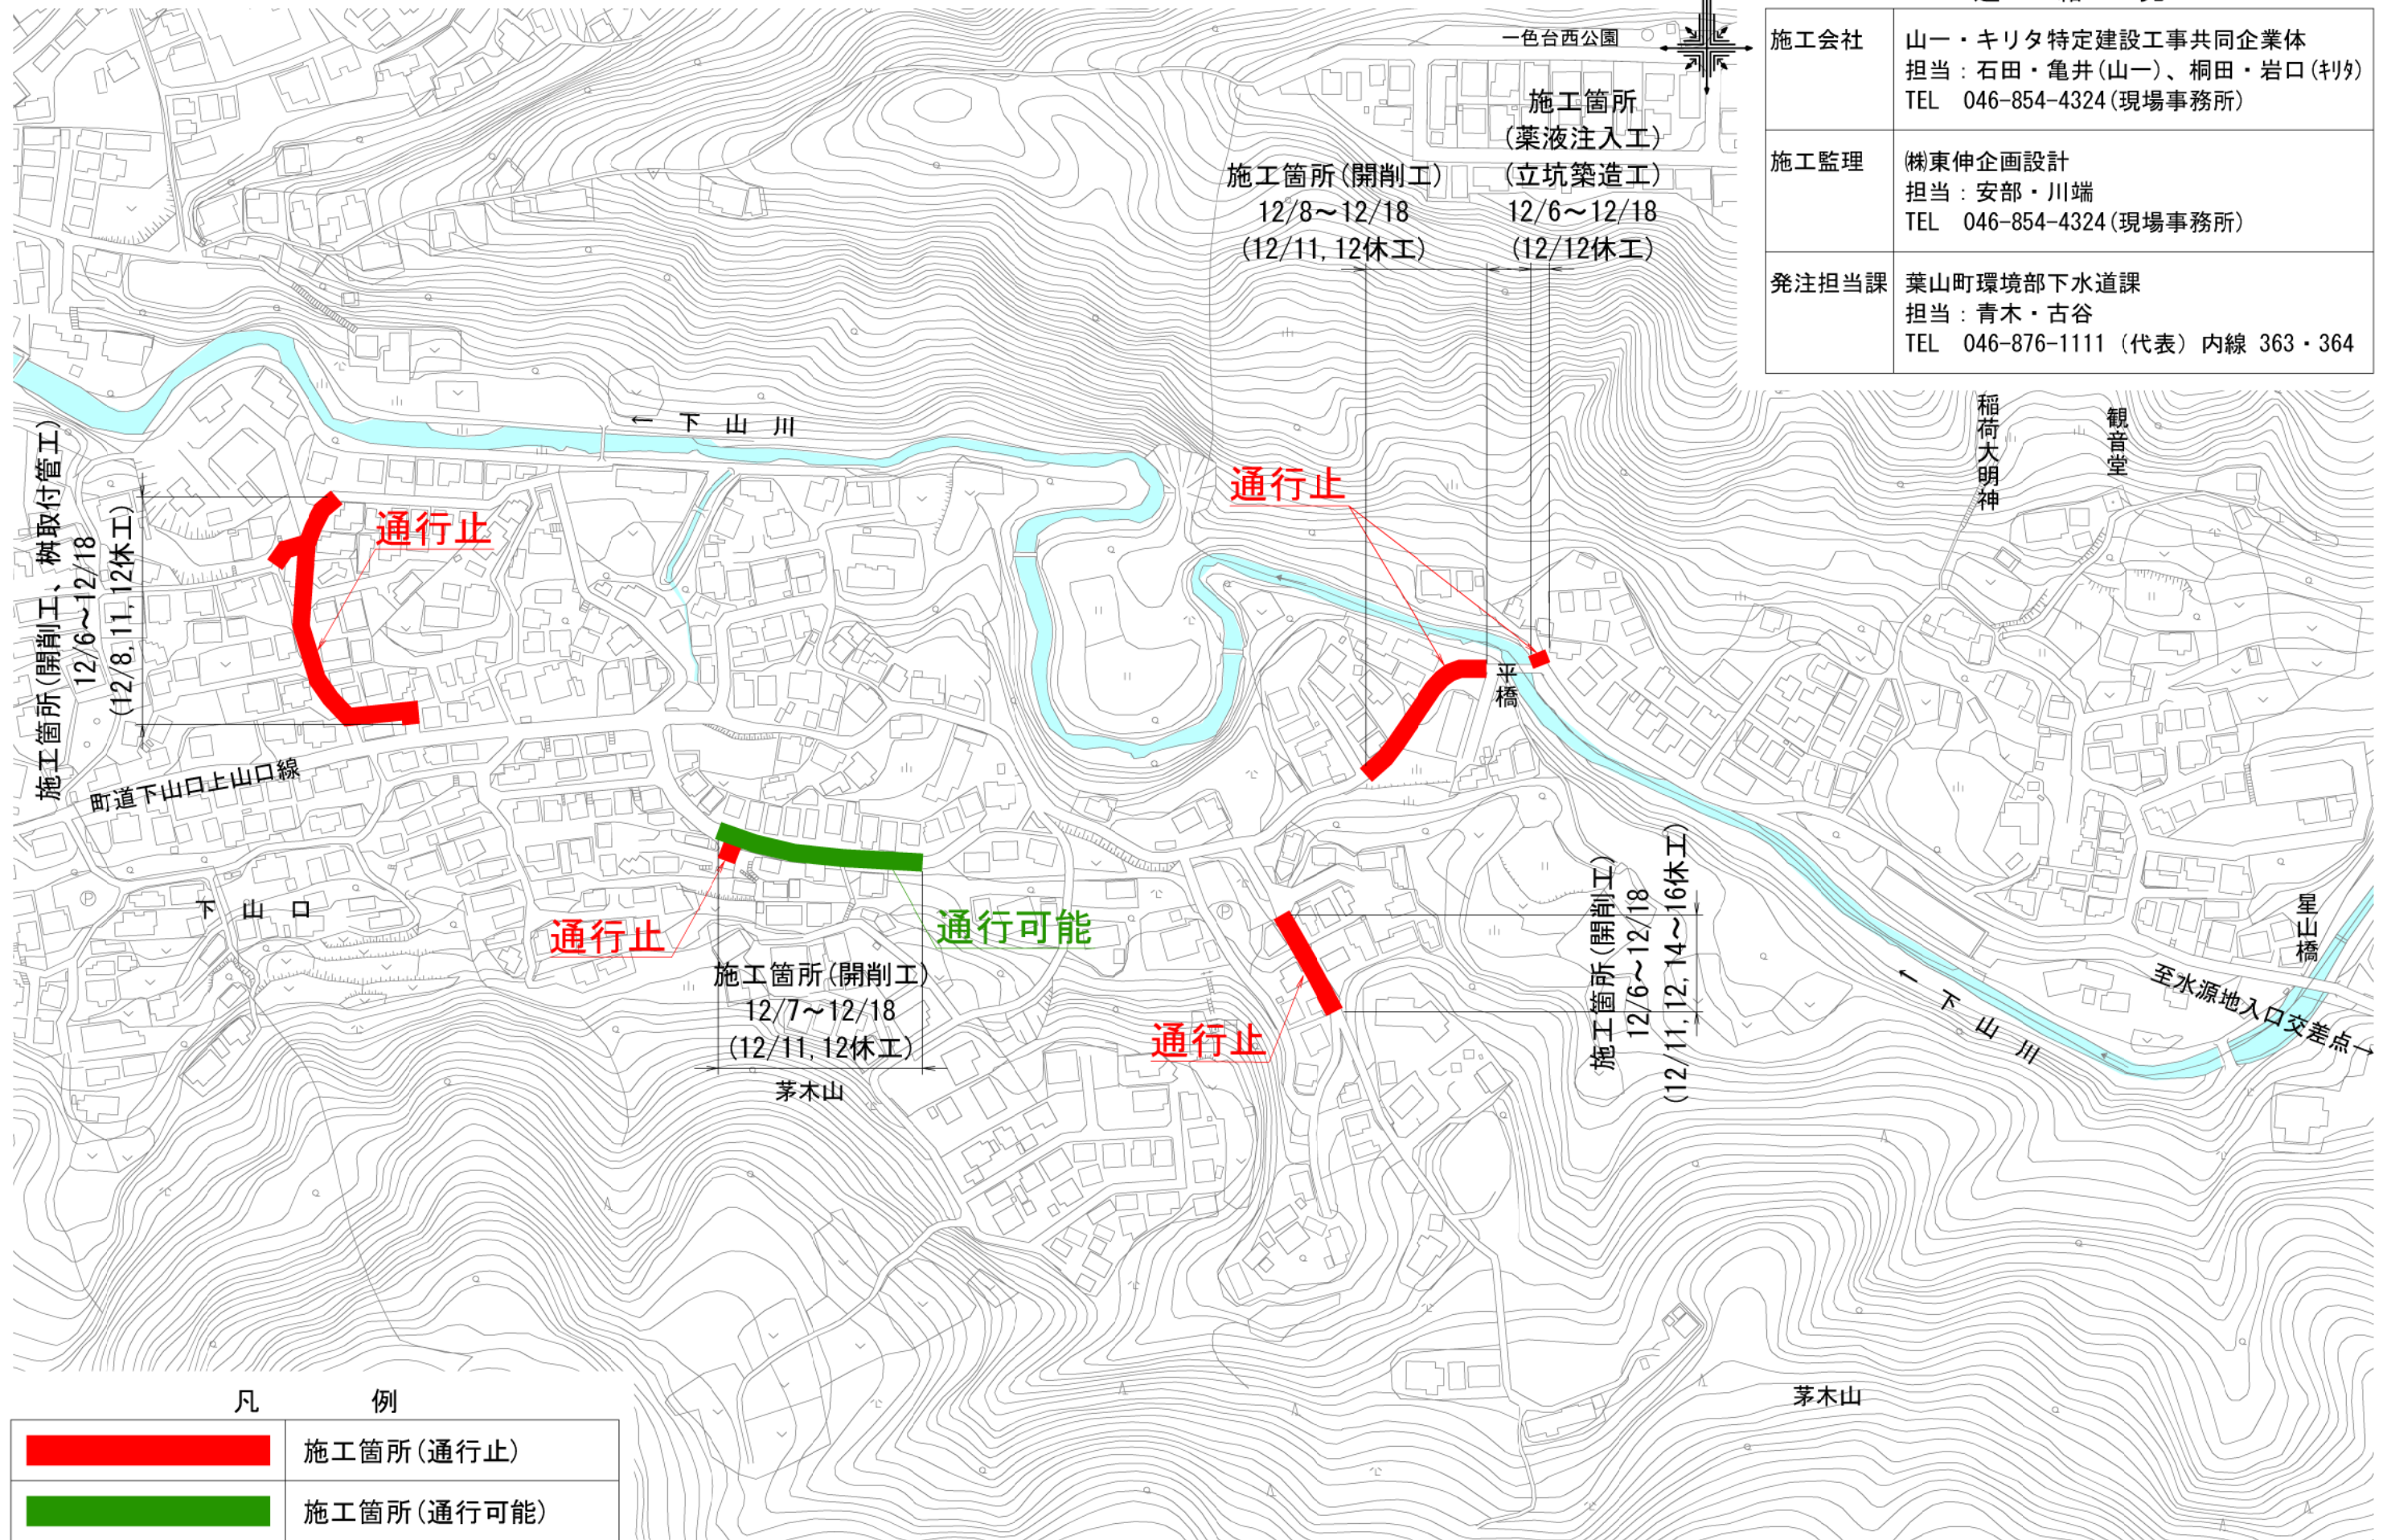 一色台西公園
施工会社
山一・キリタ特定建設工事共同企業体
担当：石田・亀井(山一)、桐田・岩口(ｷﾘﾀ)
TEL　046-854-4324(現場事務所)
施工監理
㈱東伸企画設計
担当：安部・川端
TEL　046-854-4324(現場事務所)
発注担当課
葉山町環境部下水道課
担当：青木・古谷
TEL　046-876-1111（代表）内線 363・364
施工箇所
(薬液注入工)
(立坑築造工)
12/6～12/18
(12/12休工)
施工箇所(開削工)
12/8～12/18
(12/11,12休工)
←　下　山　川
稲荷大明神
観音堂
通行止
施工箇所(開削工、桝取付管工)
12/6～12/18
(12/8,11,12休工)
通行止
平橋
町道下山口上山口線
下　山　口
通行止
通行可能
施工箇所(開削工)
12/7～12/18
(12/11,12休工)
茅木山
通行止
施工箇所(開削工)
12/6～12/18
(12/11,12,14～16休工)
星山橋
至水源地入口交差点→
←　下　山　川
茅木山
凡　例
施工箇所(通行止)
施工箇所(通行可能)